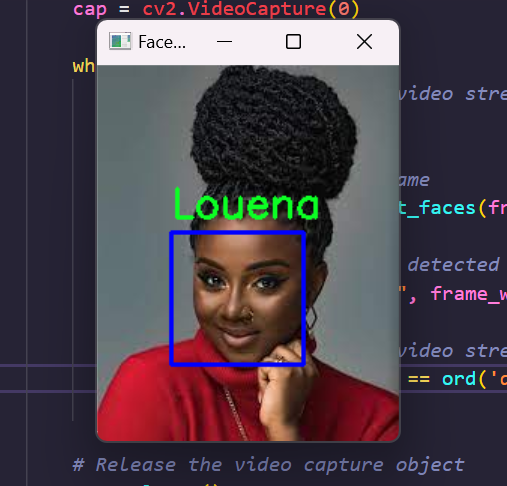 cap = cv2.VideoCapture(0)
Face...
wh
video stre
ame
Louena
t_faces(fr
detected
", frame_w
video stre
== ord('
# Release the video capture object